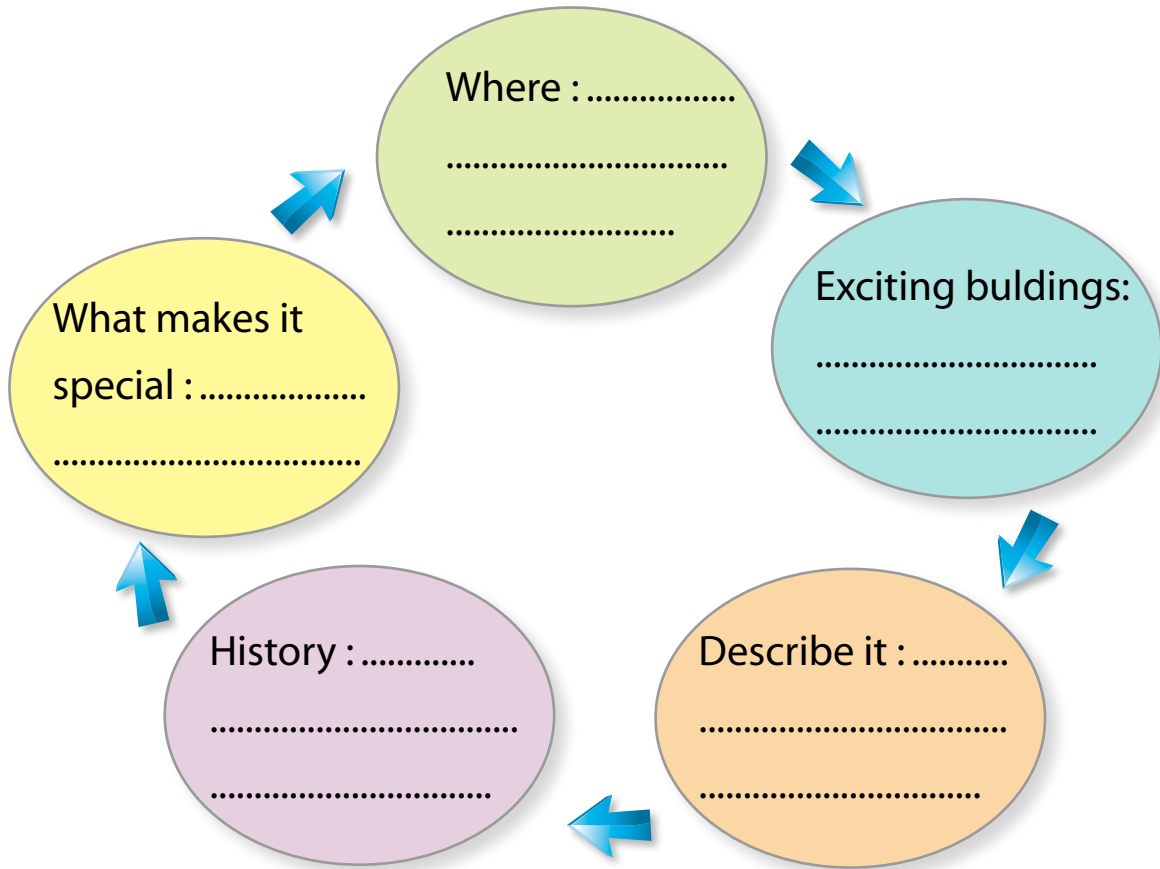 Where : .................
................................
..........................
Exciting buldings:
................................
................................
Describe it : ...........
...................................
................................
History : .............
...................................
................................
What makes it
special : ...................
...................................